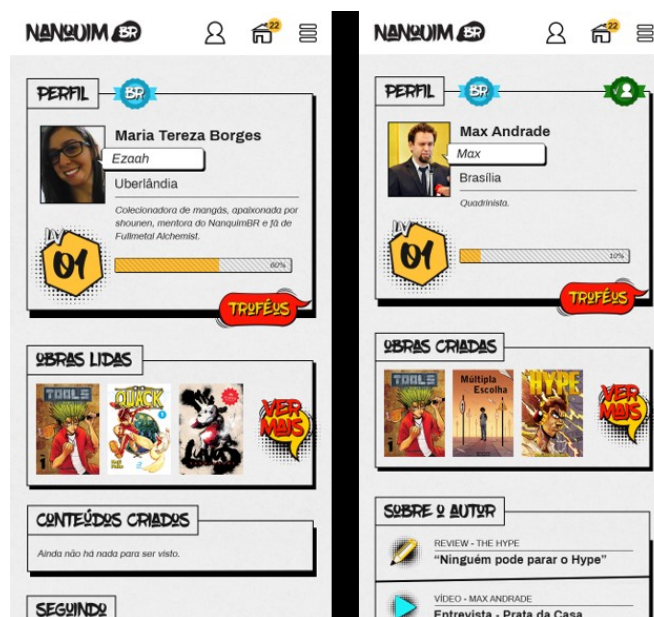 NANQUIM BR
22
PERFIL
BR
Maria Tereza Borges
Ezaah
Uberlândia
Colecionadora de mangás, apaixonada por
shounen, mentora do NanquimBR e fã de
Fullmetal Alchemist.
LV
01
60%
TROFÉUS
OBRAS LIDAS
TOOLS
QUACK
VER
MAIS
CONTEÚDOS CRIADOS
Ainda não há nada para ser visto.
SEGUINDO
NANQUIM BR
22
PERFIL
BR
Max Andrade
Max
Brasília
Quadrinista.
LV
01
10%
TROFÉUS
OBRAS CRIADAS
TOOLS
Múltipla
Escolha
HYPE
VER
MAIS
SOBRE O AUTOR
REVIEW - THE HYPE
“Ninguém pode parar o Hype”
VÍDEO - MAX ANDRADE
Entrevista - Prata da Casa